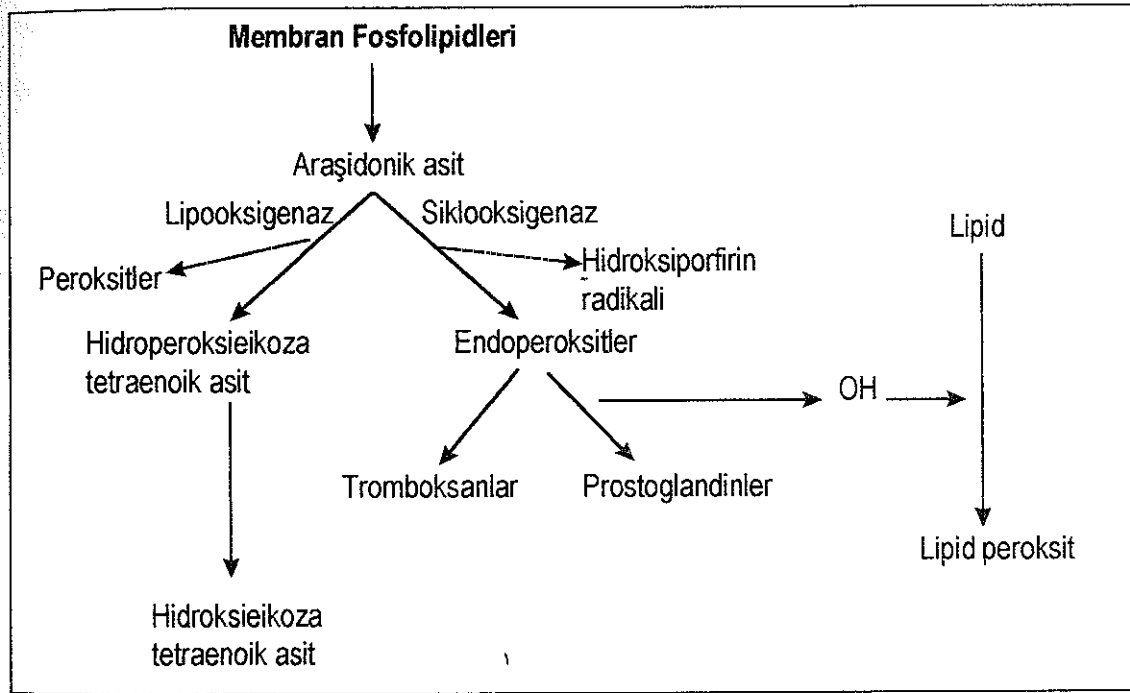 Membran Fosfolipidleri
Araşidonik asit
Lipooksigenaz
Siklooksigenaz
Lipid
Peroksitler
Hidroksiporfirin
radikali
Hidroperoksieikoza
tetraenoik asit
Endoperoksitler
OH
Tromboksanlar
Prostoglandinler
Lipid peroksit
Hidroksieikoza
tetraenoik asit